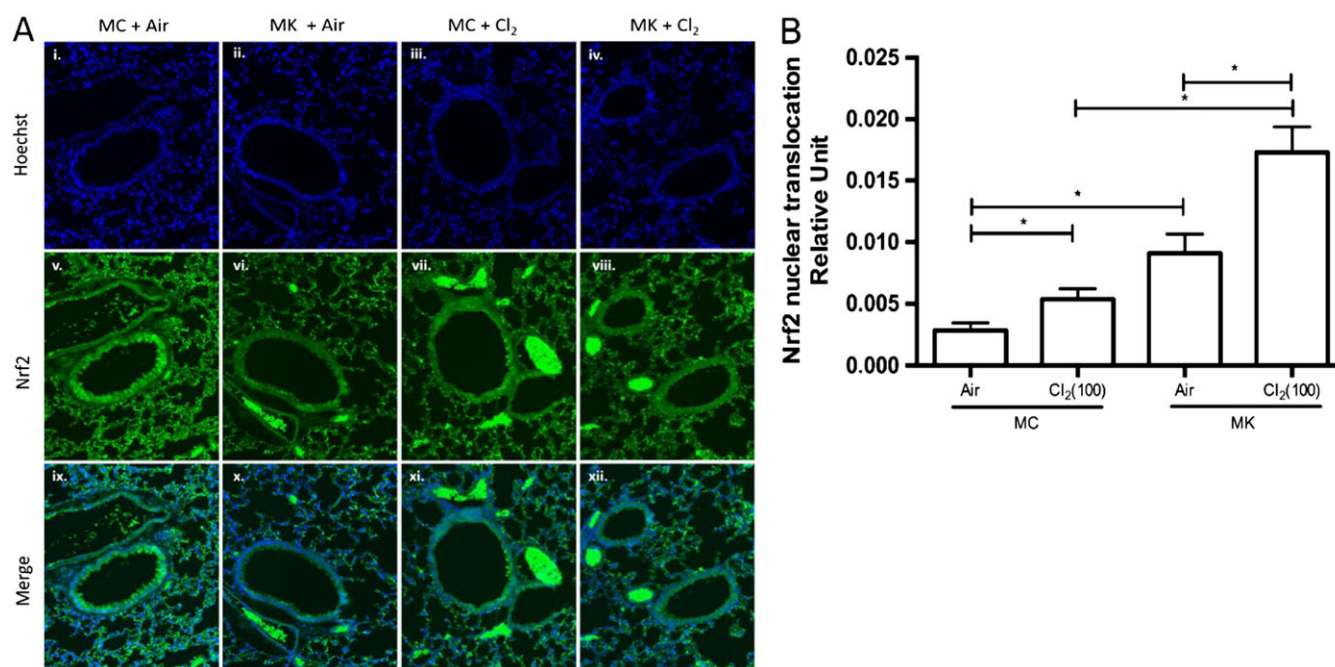 A
MC + Air
MK + Air
MC + Cl₂
MK + Cl₂
Hoechst
i.
ii.
iii.
iv.
Nrf2
v.
vi.
vii.
viii.
Merge
ix.
x.
xi.
xii.
B
Nrf2 nuclear translocation
Relative Unit
0.025
0.020
0.015
0.010
0.005
0.000
*
*
*
*
Air
Cl₂(100)
Air
Cl₂(100)
MC
MK